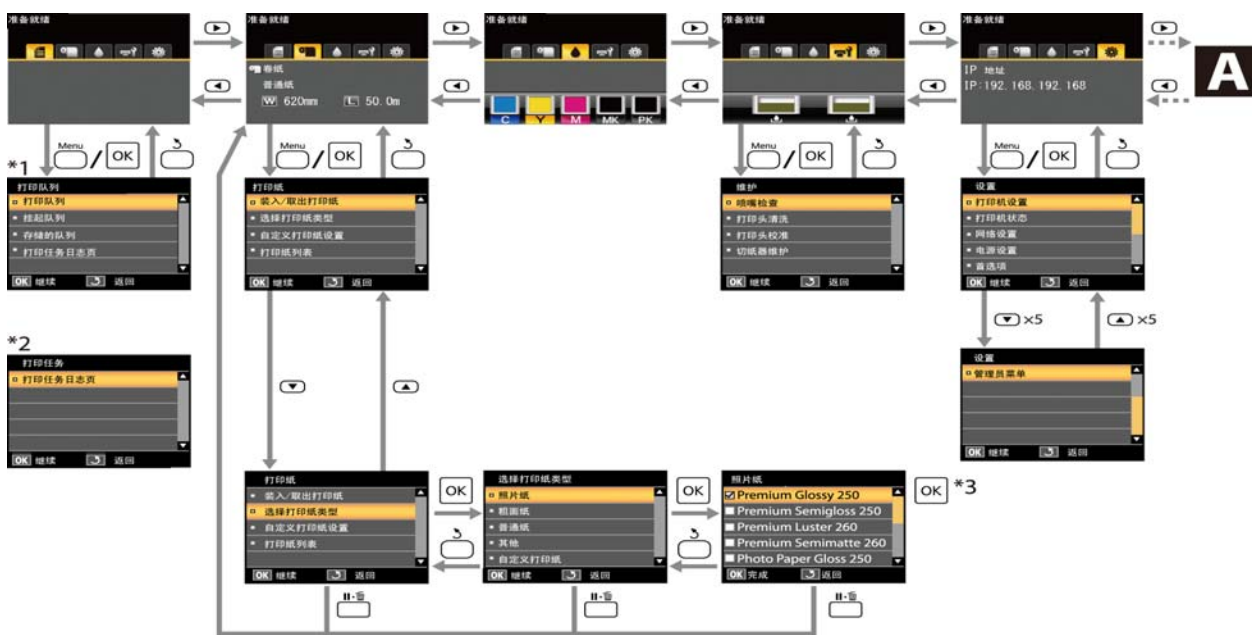 准备就绪
准备就绪
准备就绪
准备就绪
准备就绪
卷纸
普通纸
W 620mm L 50.0m
C Y M MK PK
IP 地址
IP:192.168.192.168
A
Menu / OK
Menu / OK
Menu / OK
Menu / OK
*1
打印队列
打印队列
挂起队列
存储的队列
打印任务日志页
OK 继续 返回
打印纸
装入/取出打印纸
选择打印纸类型
自定义打印纸设置
打印纸列表
OK 继续 返回
维护
喷嘴检查
打印头清洗
打印头校准
切纸器维护
OK 继续 返回
设置
打印机设置
打印机状态
网络设置
电源设置
首选项
OK 继续 返回
×5
×5
*2
打印任务
打印任务日志页
OK 继续 返回
设置
管理员菜单
OK 继续 返回
打印纸
装入/取出打印纸
选择打印纸类型
自定义打印纸设置
打印纸列表
OK 继续 返回
OK
选择打印纸类型
照片纸
粗面纸
普通纸
其他
自定义打印纸
OK 继续 返回
OK
照片纸
Premium Glossy 250
Premium Semigloss 250
Premium Luster 260
Premium Semimatte 260
Photo Paper Gloss 250
OK 完成 返回
OK *3